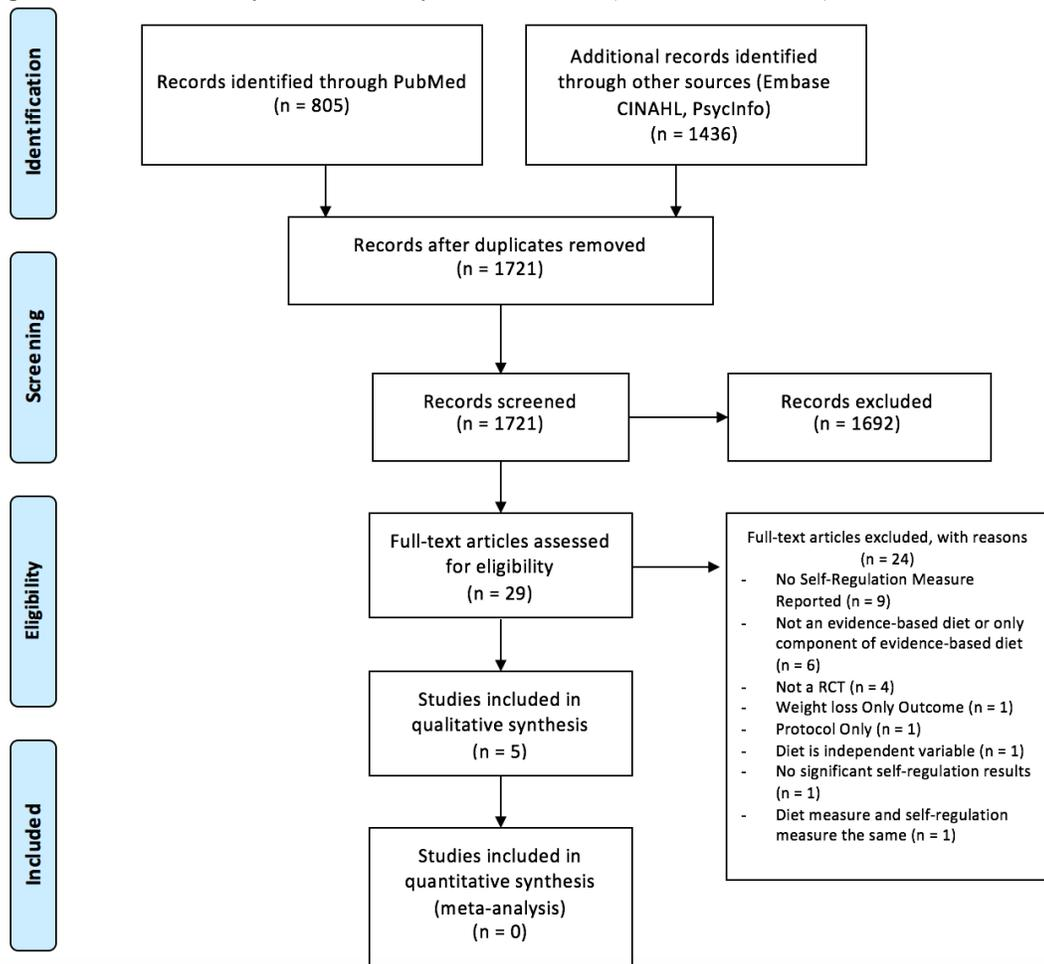 Identification
Records identified through PubMed
(n = 805)
Additional records identified
through other sources (Embase
CINAHL, PsycInfo)
(n = 1436)
Records after duplicates removed
(n = 1721)
Screening
Records screened
(n = 1721)
Records excluded
(n = 1692)
Eligibility
Full-text articles assessed
for eligibility
(n = 29)
Full-text articles excluded, with reasons
(n = 24)
- No Self-Regulation Measure
Reported (n = 9)
- Not an evidence-based diet or only
component of evidence-based diet
(n = 6)
- Not a RCT (n = 4)
- Weight loss Only Outcome (n = 1)
- Protocol Only (n = 1)
- Diet is independent variable (n = 1)
- No significant self-regulation results
(n = 1)
- Diet measure and self-regulation
measure the same (n = 1)
Studies included in
qualitative synthesis
(n = 5)
Included
Studies included in
quantitative synthesis
(meta-analysis)
(n = 0)